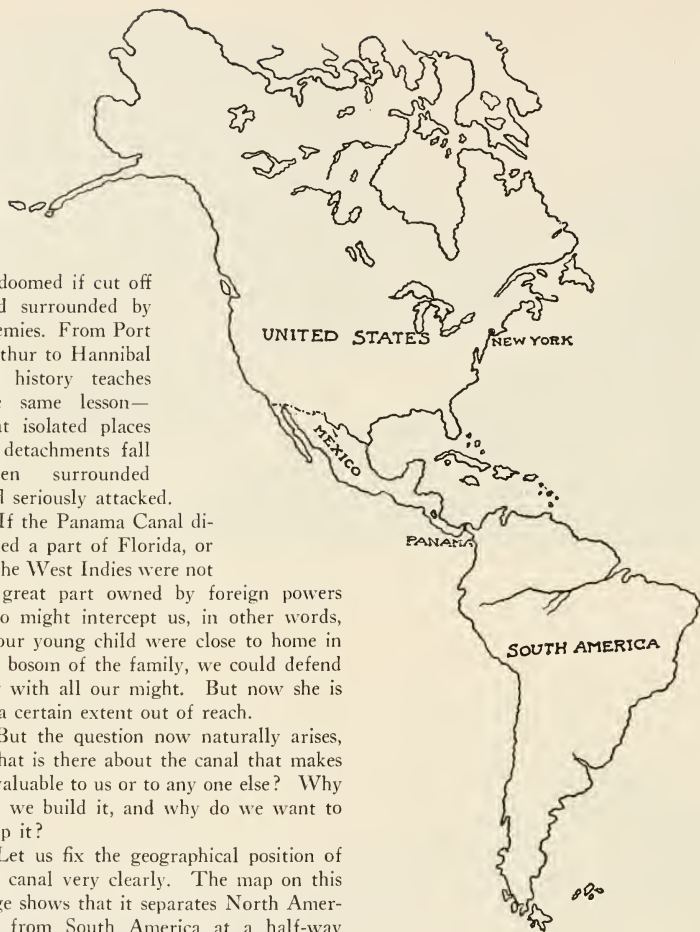 doomed if cut off
d surrounded by
emies. From Port
thur to Hannibal
history teaches
e same lesson—
at isolated places
detachments fall
en surrounded
d seriously attacked.
If the Panama Canal di-
ed a part of Florida, or
he West Indies were not
great part owned by foreign powers
o might intercept us, in other words,
our young child were close to home in
bosom of the family, we could defend
with all our might. But now she is
a certain extent out of reach.
But the question now naturally arises,
hat is there about the canal that makes
valuable to us or to any one else? Why
we build it, and why do we want to
p it?
Let us fix the geographical position of
canal very clearly. The map on this
ge shows that it separates North Amer-
from South America at a half-way
UNITED STATES
NEW YORK
MEXICO
PANAMA
SOUTH AMERICA